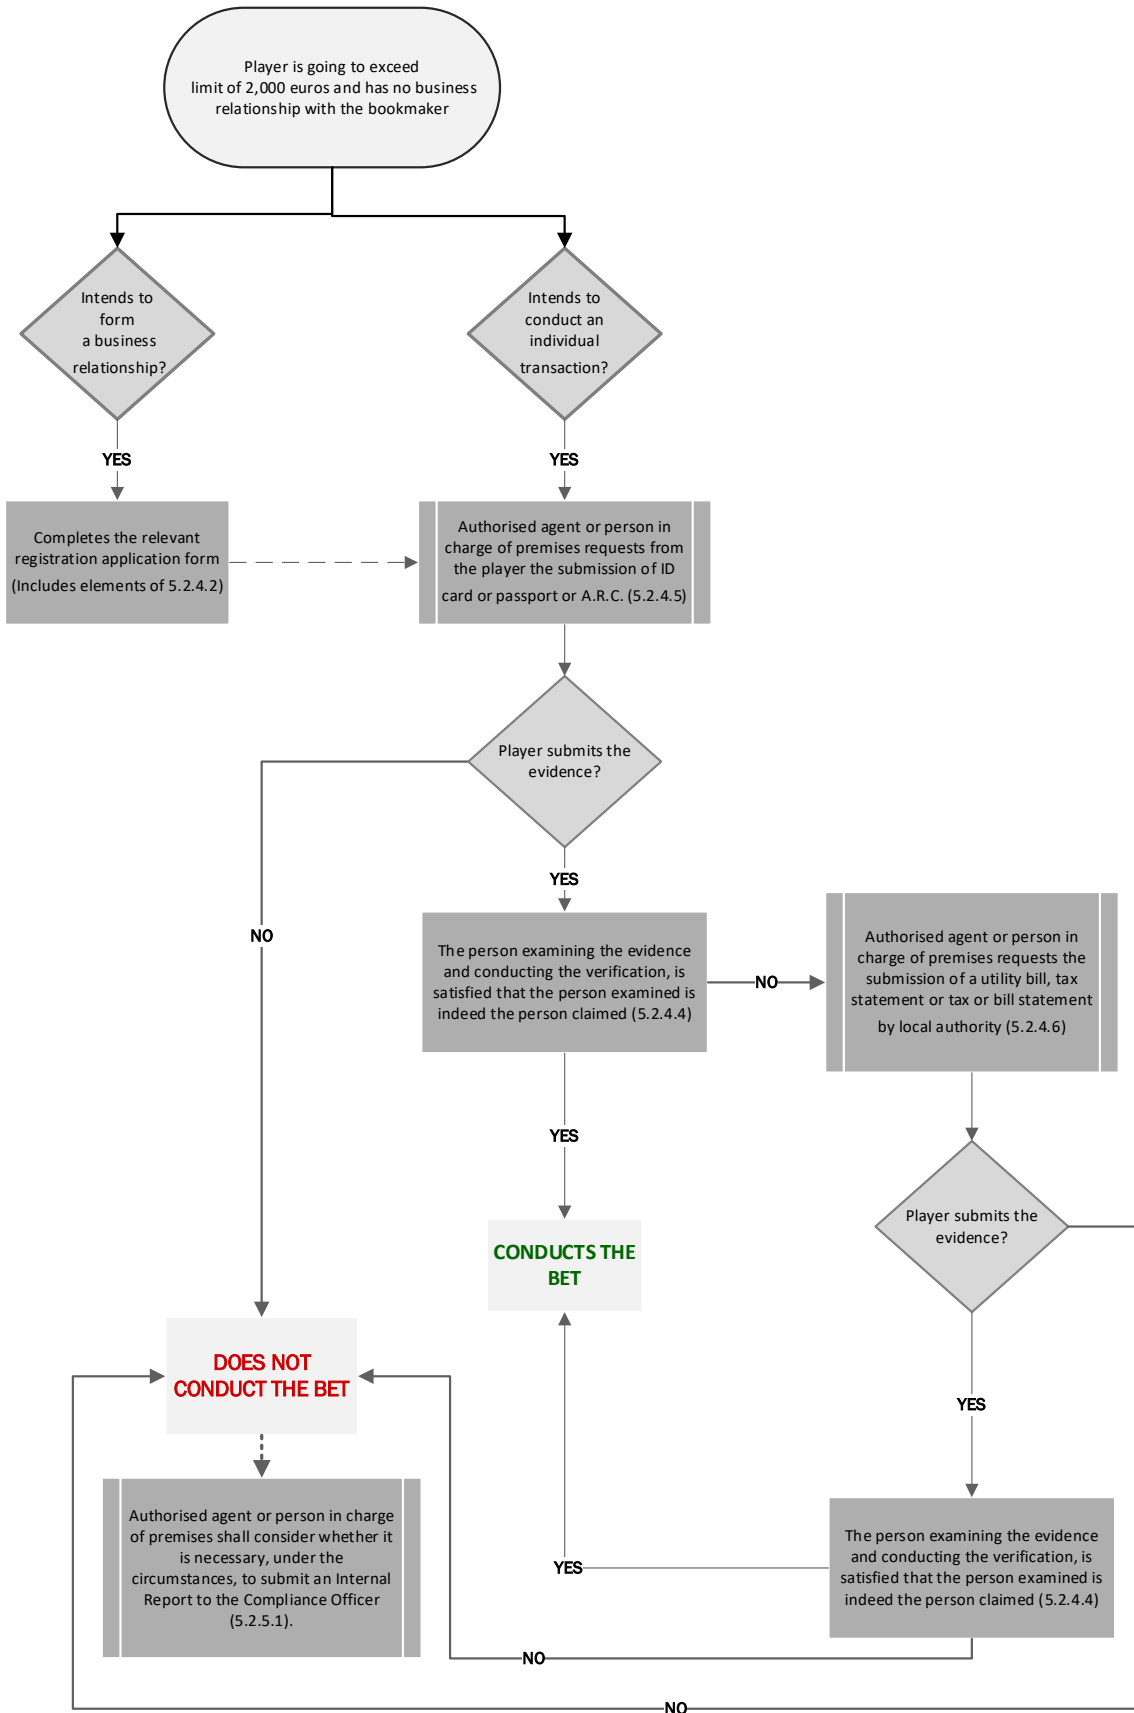 Player is going to exceed
limit of 2,000 euros and has no business
relationship with the bookmaker
Intends to
form
a business
relationship?
Intends to
conduct an
individual
transaction?
YES
YES
Completes the relevant
registration application form
(Includes elements of 5.2.4.2)
Authorised agent or person in
charge of premises requests from
the player the submission of ID
card or passport or A.R.C. (5.2.4.5)
Player submits the
evidence?
YES
NO
The person examining the evidence
and conducting the verification, is
satisfied that the person examined is
indeed the person claimed (5.2.4.4)
NO
Authorised agent or person in
charge of premises requests the
submission of a utility bill, tax
statement or tax or bill statement
by local authority (5.2.4.6)
YES
Player submits the
evidence?
CONDUCTS THE
BET
DOES NOT
CONDUCT THE BET
YES
Authorised agent or person in charge
of premises shall consider whether it
is necessary, under the
circumstances, to submit an Internal
Report to the Compliance Officer
(5.2.5.1).
The person examining the evidence
and conducting the verification, is
satisfied that the person examined is
indeed the person claimed (5.2.4.4)
YES
NO
NO